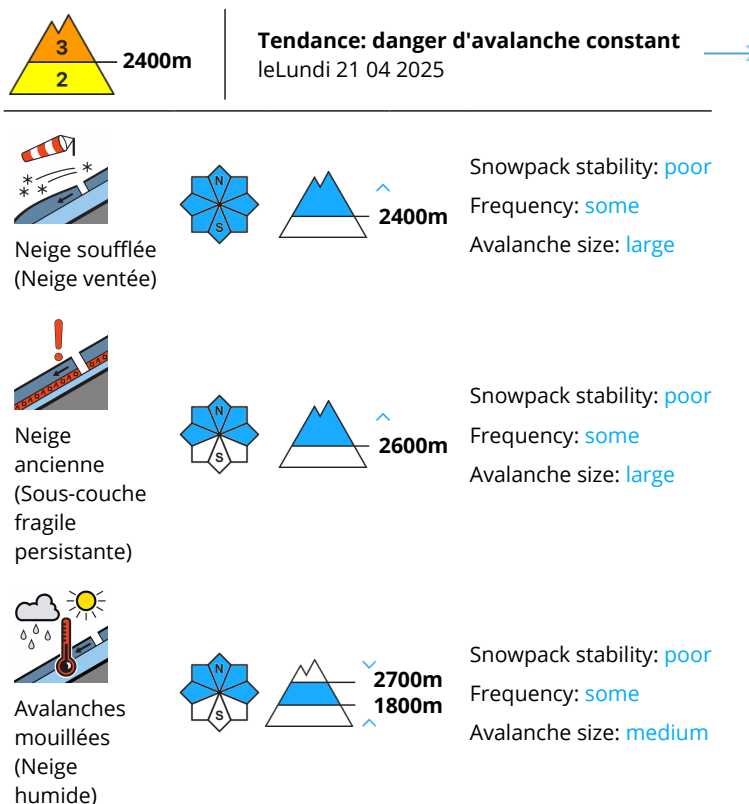 3
2
2400m
Tendance: danger d'avalanche constant
leLundi 21 04 2025
Neige soufflée
(Neige ventée)
N
S
2400m
Snowpack stability: poor
Frequency: some
Avalanche size: large
Neige
ancienne
(Sous-couche
fragile
persistante)
N
S
2600m
Snowpack stability: poor
Frequency: some
Avalanche size: large
Avalanches
mouillées
(Neige
humide)
N
S
2700m
1800m
Snowpack stability: poor
Frequency: some
Avalanche size: medium